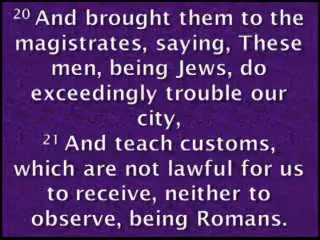 20 And brought them to the
magistrates, saying, These
men, being Jews, do
exceedingly trouble our
city,
21 And teach customs,
which are not lawful for us
to receive, neither to
observe, being Romans.